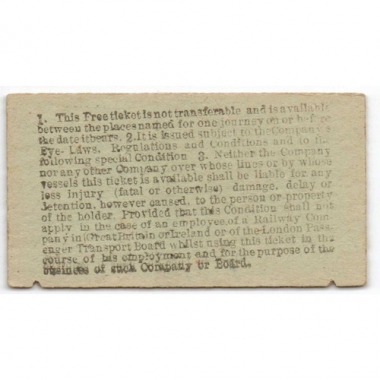 1. This Free ticket is not transferable and is available
between the places named for one journey on or before
the date it bears. 2. It is issued subject to the Company's
Bye-Laws, Regulations and Conditions and to the
following special Condition 3. Neither the Company
nor any other Company over whose lines or by whose
vessels this ticket is available shall be liable for any
loss injury (fatal or otherwise) damage, delay or
detention, however caused, to the person or property
of the holder. Provided that this Condition shall not
apply in the case of an employee of a Railway Com-
pany in Great Britain or Ireland or of the London Pass-
enger Transport Board whilst using this ticket in the
course of his employment and for the purpose of the
business of such Company or Board.